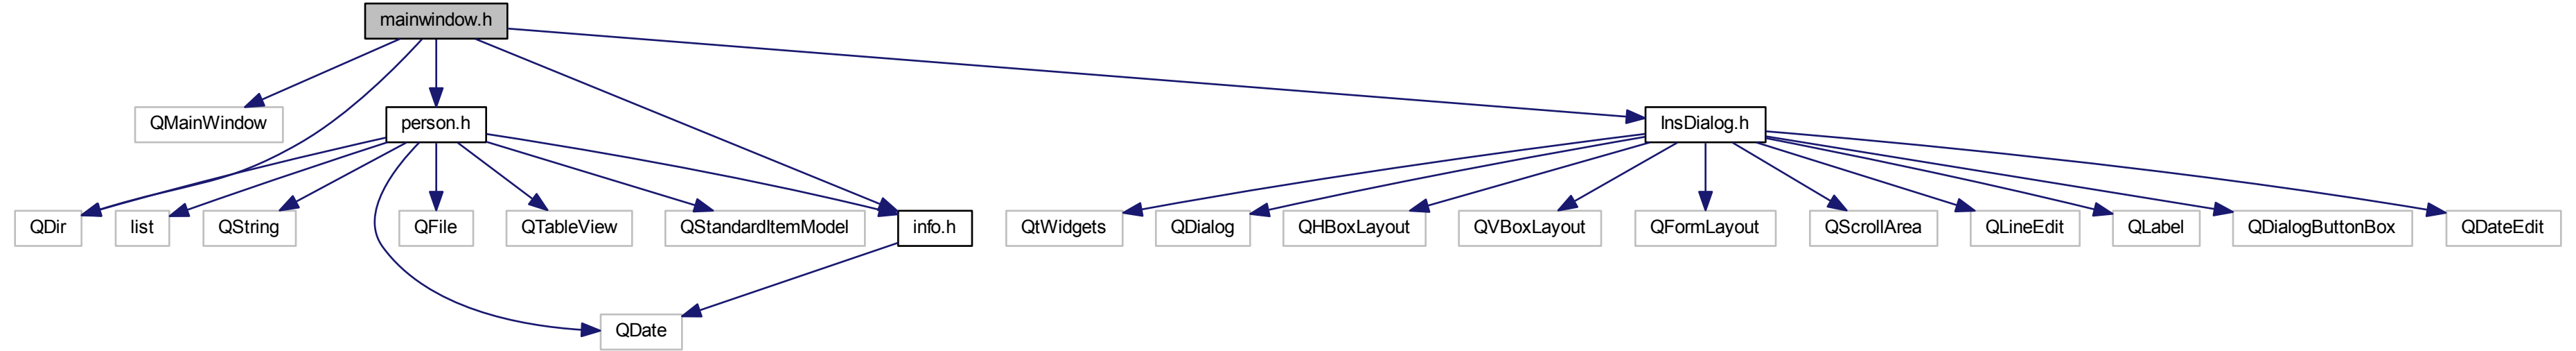 mainwindow.h
QMainWindow
person.h
InsDialog.h
QDir
list
QString
QFile
QTableView
QStandardItemModel
info.h
QtWidgets
QDialog
QHBoxLayout
QVBoxLayout
QFormLayout
QScrollArea
QLineEdit
QLabel
QDialogButtonBox
QDateEdit
QDate